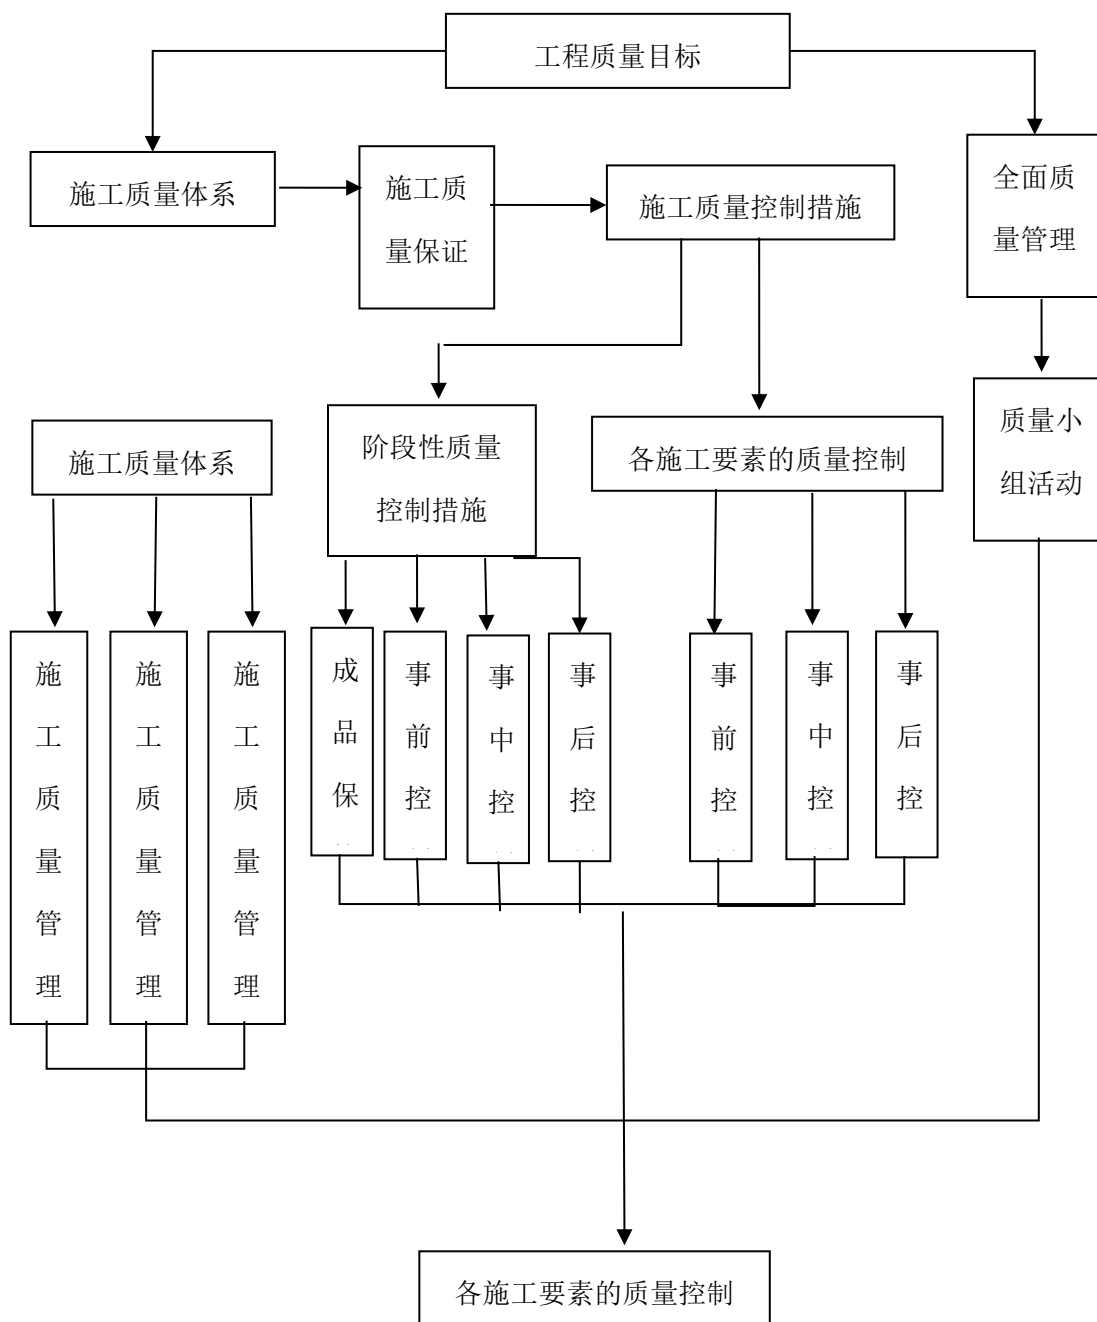 工程质量目标
施工质量体系
施工质
量保证
施工质量控制措施
全面质
量管理
施工质量体系
阶段性质量
控制措施
各施工要素的质量控制
质量小
组活动
施工质量管理
施工质量管理
施工质量管理
成品保
事前控
事中控
事后控
事前控
事中控
事后控
各施工要素的质量控制